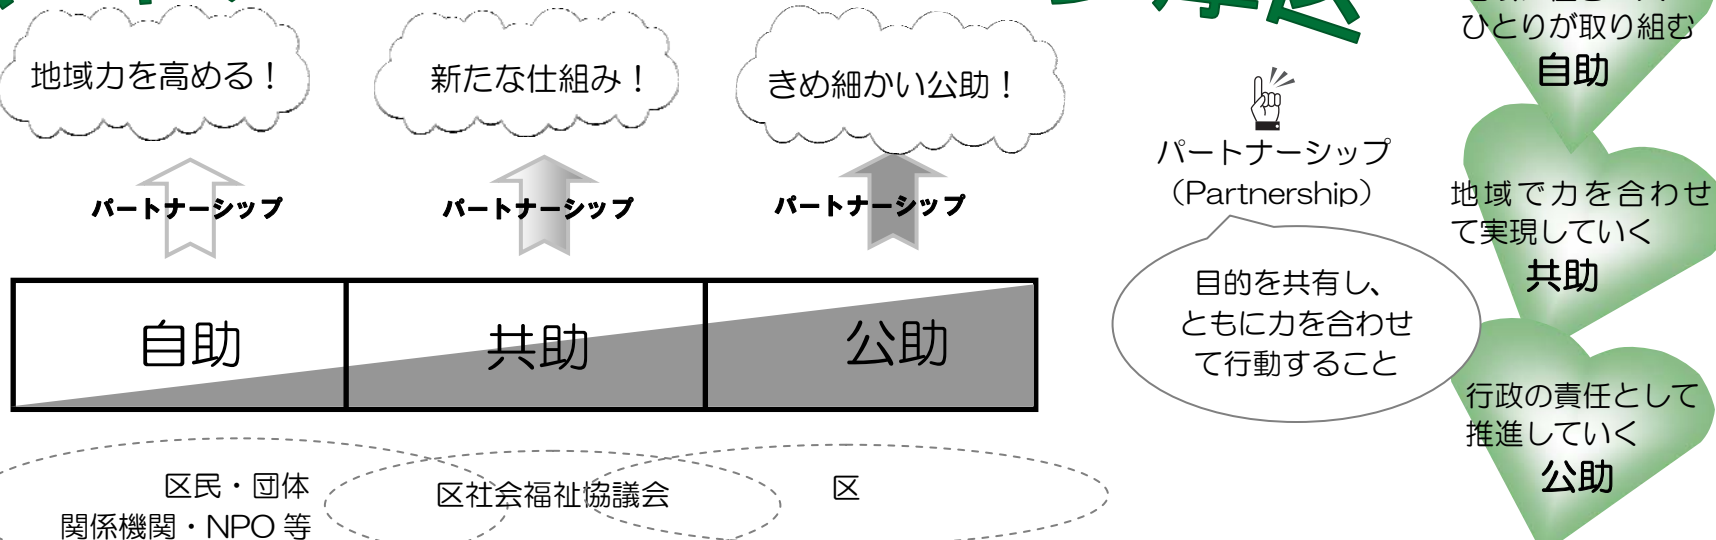 地域力を高める！
新たな仕組み！
きめ細かい公助！
パートナーシップ
パートナーシップ
パートナーシップ
自助
共助
公助
区民・団体
関係機関・NPO 等
区社会福祉協議会
区
パートナーシップ
（Partnership）
目的を共有し、
ともに力を合わせ
て行動すること
ひとりが取り組む
自助
地域で力を合わせ
て実現していく
共助
行政の責任として
推進していく
公助